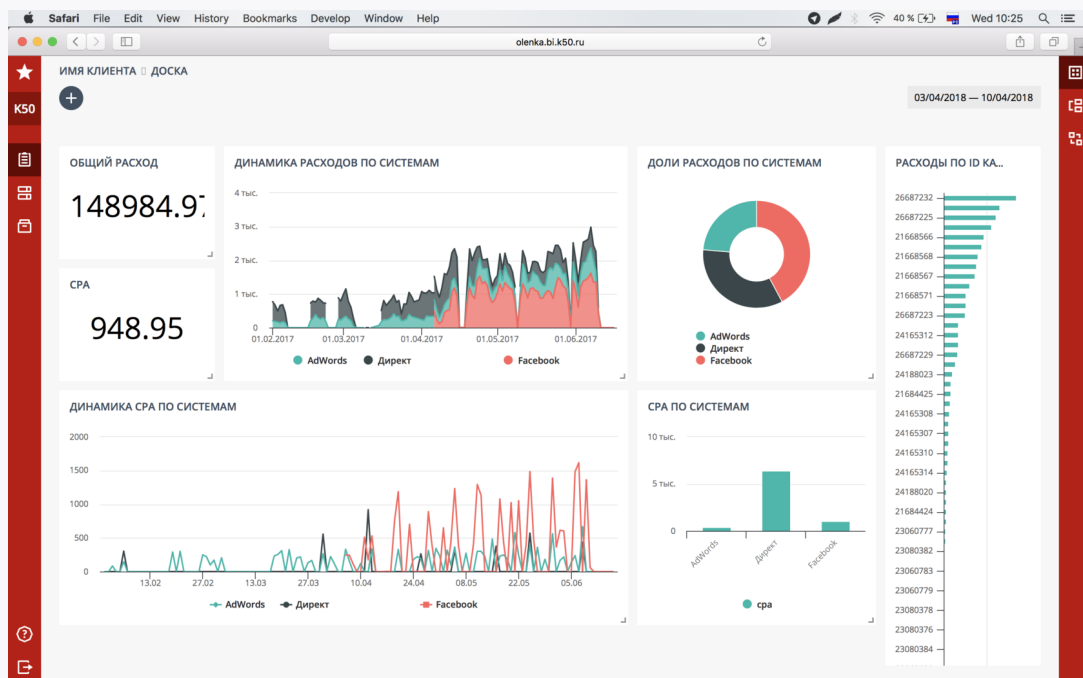 Safari File Edit View History Bookmarks Develop Window Help 40 % Wed 10:25
olenka.bi.k50.ru
ИМЯ КЛИЕНТА ДОСКА
K50
03/04/2018 — 10/04/2018
ОБЩИЙ РАСХОД
148984.97
CPA
948.95
ДИНАМИКА РАСХОДОВ ПО СИСТЕМАМ
4 тыс.
3 тыс.
2 тыс.
1 тыс.
0
01.02.2017 01.03.2017 01.04.2017 01.05.2017 01.06.2017
AdWords Директ Facebook
ДОЛИ РАСХОДОВ ПО СИСТЕМАМ
AdWords
Директ
Facebook
РАСХОДЫ ПО ID КА...
26687232
26687225
21668566
21668568
21668567
21668571
26687223
24165312
26687229
24188023
21684425
24165308
24165307
24165310
24165314
24188020
21684424
23060777
23080382
23060783
23060779
23080378
23080376
23080384
ДИНАМИКА CPA ПО СИСТЕМАМ
2000
1500
1000
500
0
13.02 27.02 13.03 27.03 10.04 24.04 08.05 22.05 05.06
AdWords Директ Facebook
CPA ПО СИСТЕМАМ
10 тыс.
5 тыс.
0
AdWords Директ Facebook
cpa